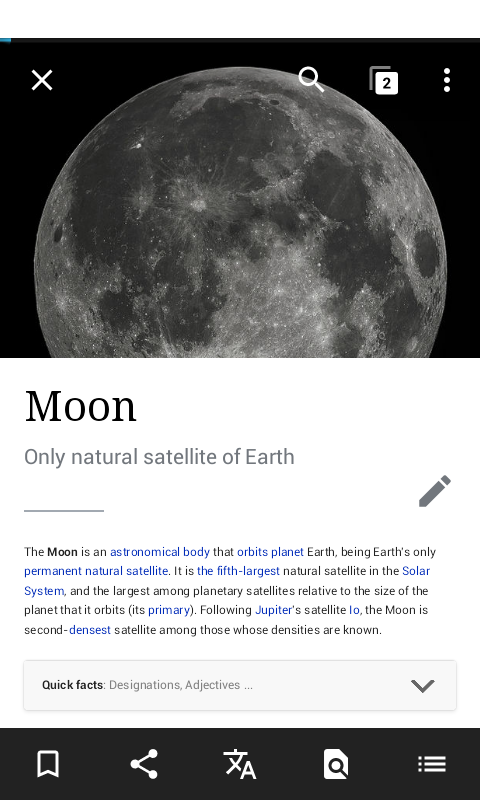 2
Moon
Only natural satellite of Earth
The Moon is an astronomical body that orbits planet Earth, being Earth's only
permanent natural satellite. It is the fifth-largest natural satellite in the Solar
System, and the largest among planetary satellites relative to the size of the
planet that it orbits (its primary). Following Jupiter's satellite Io, the Moon is
second-densest satellite among those whose densities are known.
Quick facts: Designations, Adjectives ...